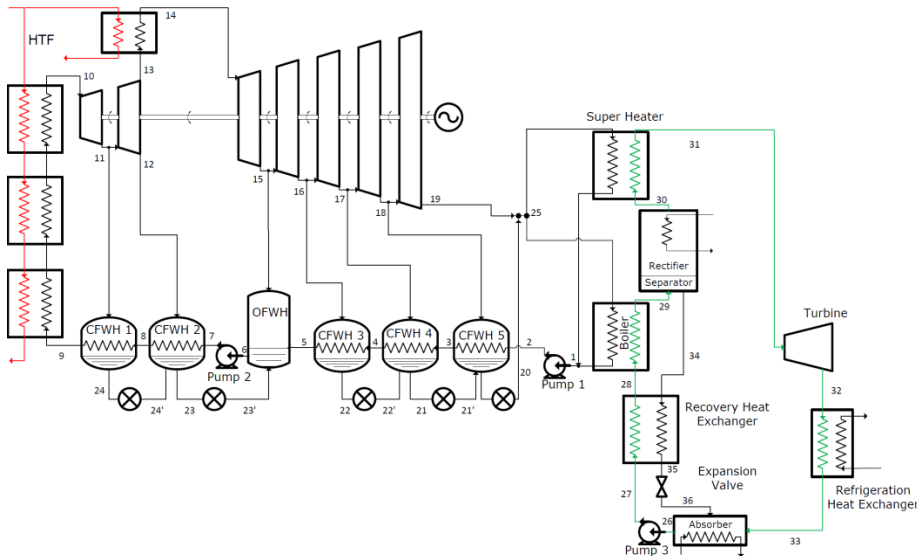 14
HTF
13
10
11
12
15
16
17
18
19
25
Super Heater
31
30
Rectifier
Separator
29
Turbine
OFWH
Boiler
34
32
CFWH 1
CFWH 2
CFWH 3
CFWH 4
CFWH 5
9
8
7
6
5
4
3
2
1
20
Pump 2
Pump 1
28
24
24'
23
23'
22
22'
21
21'
Recovery Heat
Exchanger
35
Expansion
Valve
Refrigeration
Heat Exchanger
27
36
26
Absorber
33
Pump 3